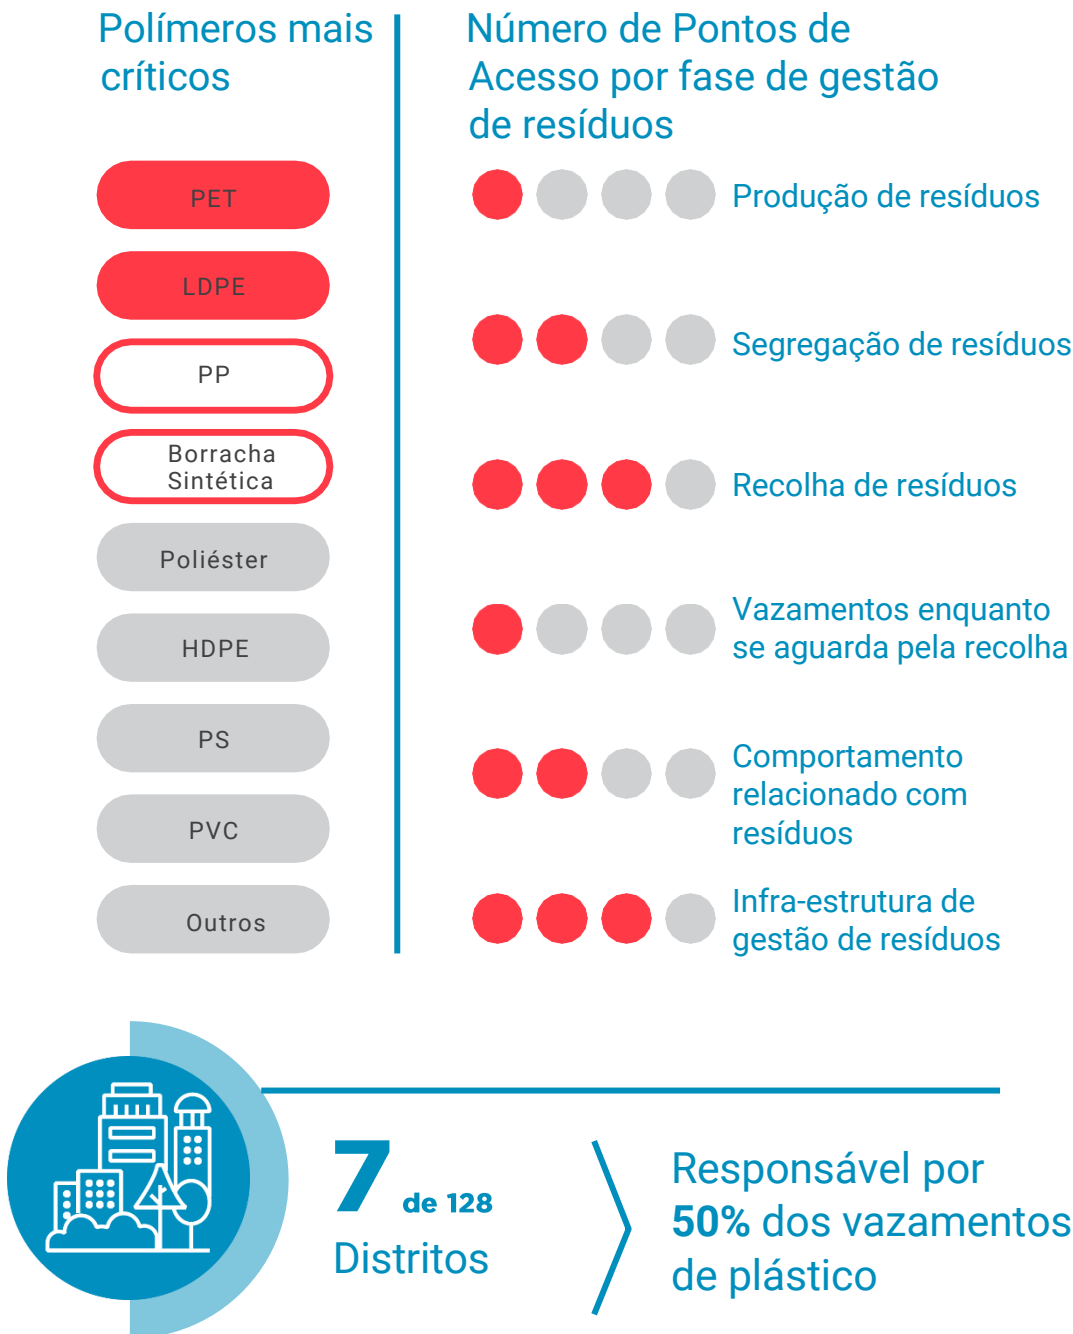 Polímeros mais
críticos
PET
LDPE
PP
Borracha
Sintética
Poliéster
HDPE
PS
PVC
Outros
Número de Pontos de
Acesso por fase de gestão
de resíduos
Produção de resíduos
Segregação de resíduos
Recolha de resíduos
Vazamentos enquanto
se aguarda pela recolha
Comportamento
relacionado com
resíduos
Infra-estrutura de
gestão de resíduos
7 de 128
Distritos
Responsável por
50% dos vazamentos
de plástico